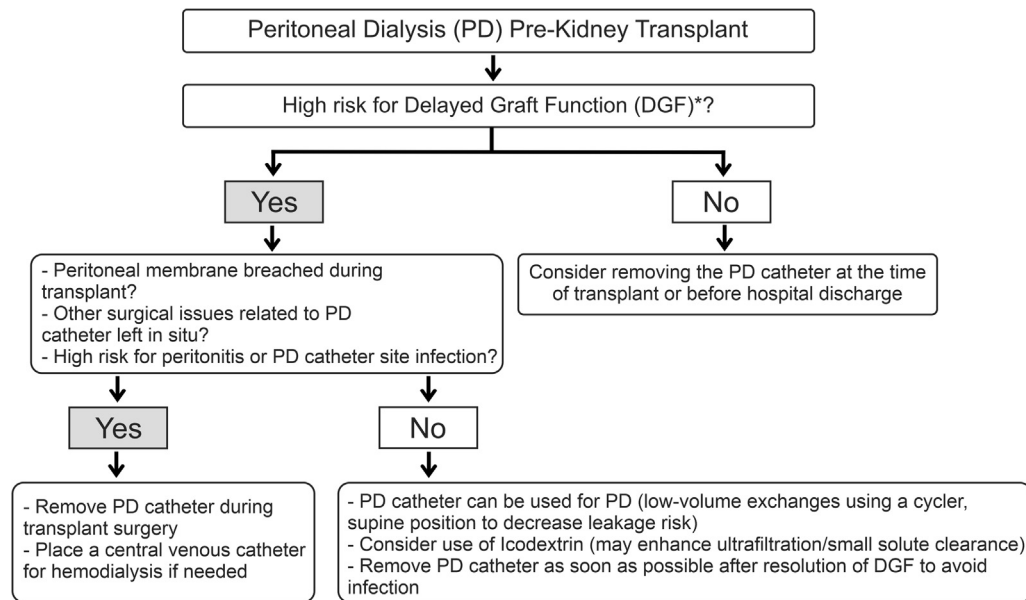 Peritoneal Dialysis (PD) Pre-Kidney Transplant
High risk for Delayed Graft Function (DGF)*?
Yes
No
- Peritoneal membrane breached during
transplant?
- Other surgical issues related to PD
catheter left in situ?
- High risk for peritonitis or PD catheter site infection?
Consider removing the PD catheter at the time
of transplant or before hospital discharge
Yes
No
- Remove PD catheter during
transplant surgery
- Place a central venous catheter
for hemodialysis if needed
- PD catheter can be used for PD (low-volume exchanges using a cycler,
supine position to decrease leakage risk)
- Consider use of Icodextrin (may enhance ultrafiltration/small solute clearance)
- Remove PD catheter as soon as possible after resolution of DGF to avoid
infection